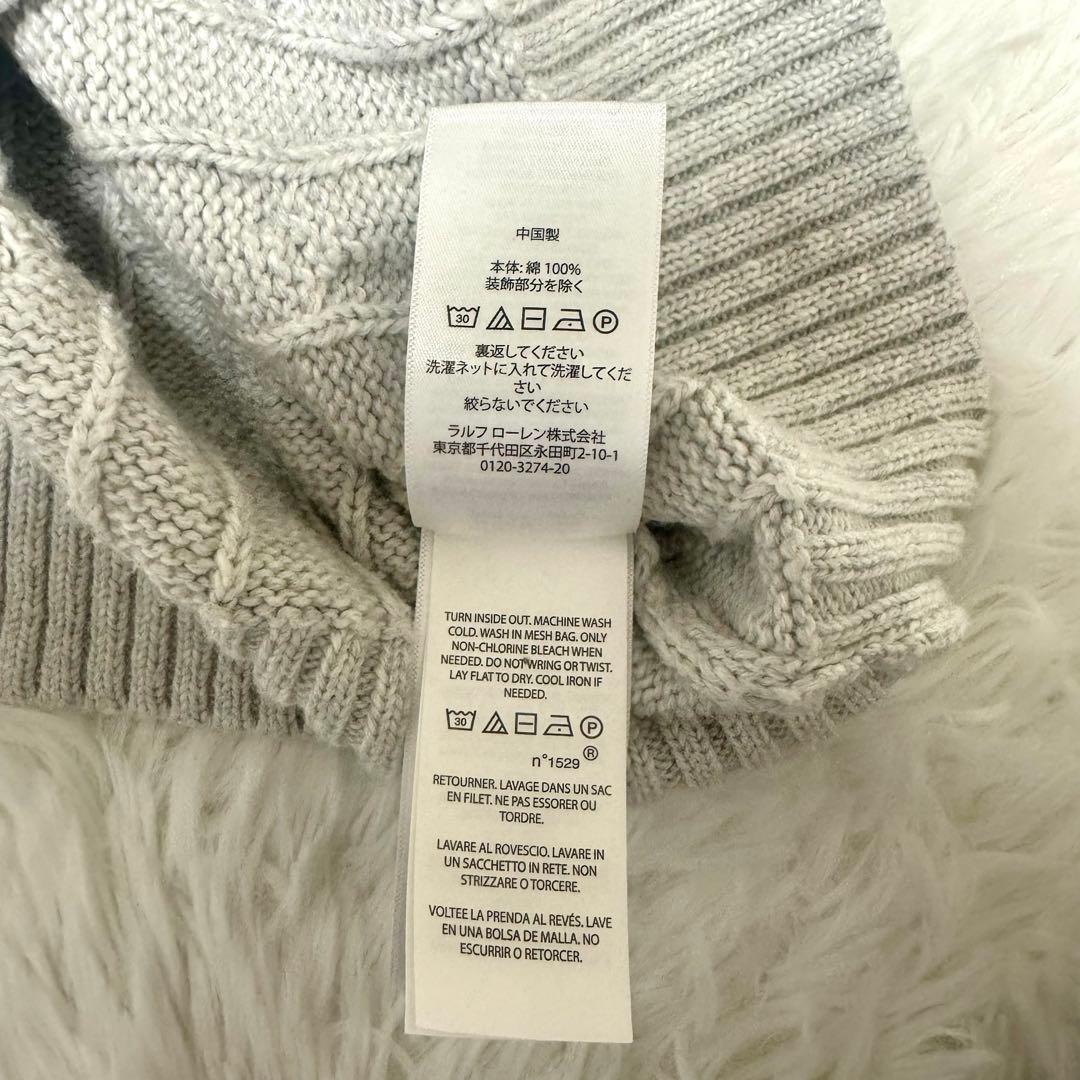 中国製
本体: 綿 100%
装飾部分を除く
30 P
裏返してください
洗濯ネットに入れて洗濯してくだ
さい
絞らないでください
ラルフ ローレン株式会社
東京都千代田区永田町2-10-1
0120-3274-20
TURN INSIDE OUT. MACHINE WASH
COLD. WASH IN MESH BAG. ONLY
NON-CHLORINE BLEACH WHEN
NEEDED. DO NOT WRING OR TWIST.
LAY FLAT TO DRY. COOL IRON IF
NEEDED.
30 P
n°1529 ®
RETOURNER. LAVAGE DANS UN SAC
EN FILET. NE PAS ESSORER OU
TORDRE.
LAVARE AL ROVESCIO. LAVARE IN
UN SACCHETTO IN RETE. NON
STRIZZARE O TORCERE.
VOLTEE LA PRENDA AL REVÉS. LAVE
EN UNA BOLSA DE MALLA. NO
ESCURRIR O RETORCER.